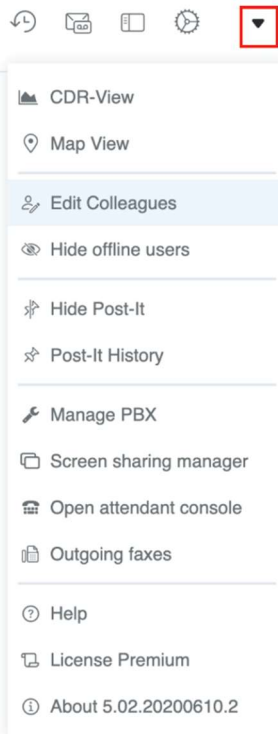 CDR-View
Map View
Edit Colleagues
Hide offline users
Hide Post-It
Post-It History
Manage PBX
Screen sharing manager
Open attendant console
Outgoing faxes
Help
License Premium
About 5.02.20200610.2